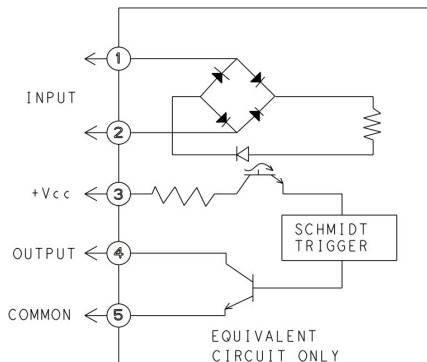 1
INPUT
2
+Vcc
3
SCHMIDT
TRIGGER
OUTPUT
4
COMMON
5
EQUIVALENT
CIRCUIT ONLY